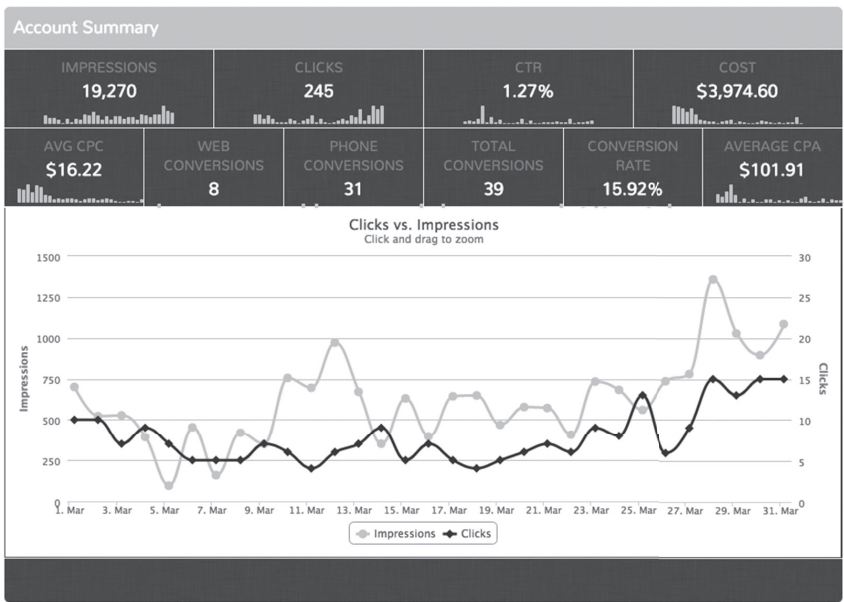 Account Summary
IMPRESSIONS
19,270
CLICKS
245
CTR
1.27%
COST
$3,974.60
AVG CPC
$16.22
WEB
CONVERSIONS
8
PHONE
CONVERSIONS
31
TOTAL
CONVERSIONS
39
CONVERSION
RATE
15.92%
AVERAGE CPA
$101.91
Clicks vs. Impressions
Click and drag to zoom
Impressions
1500
1250
1000
750
500
250
0
30
25
20
15
10
5
0
Clicks
1. Mar
3. Mar
5. Mar
7. Mar
9. Mar
11. Mar
13. Mar
15. Mar
17. Mar
19. Mar
21. Mar
23. Mar
25. Mar
27. Mar
29. Mar
31. Mar
Impressions
Clicks